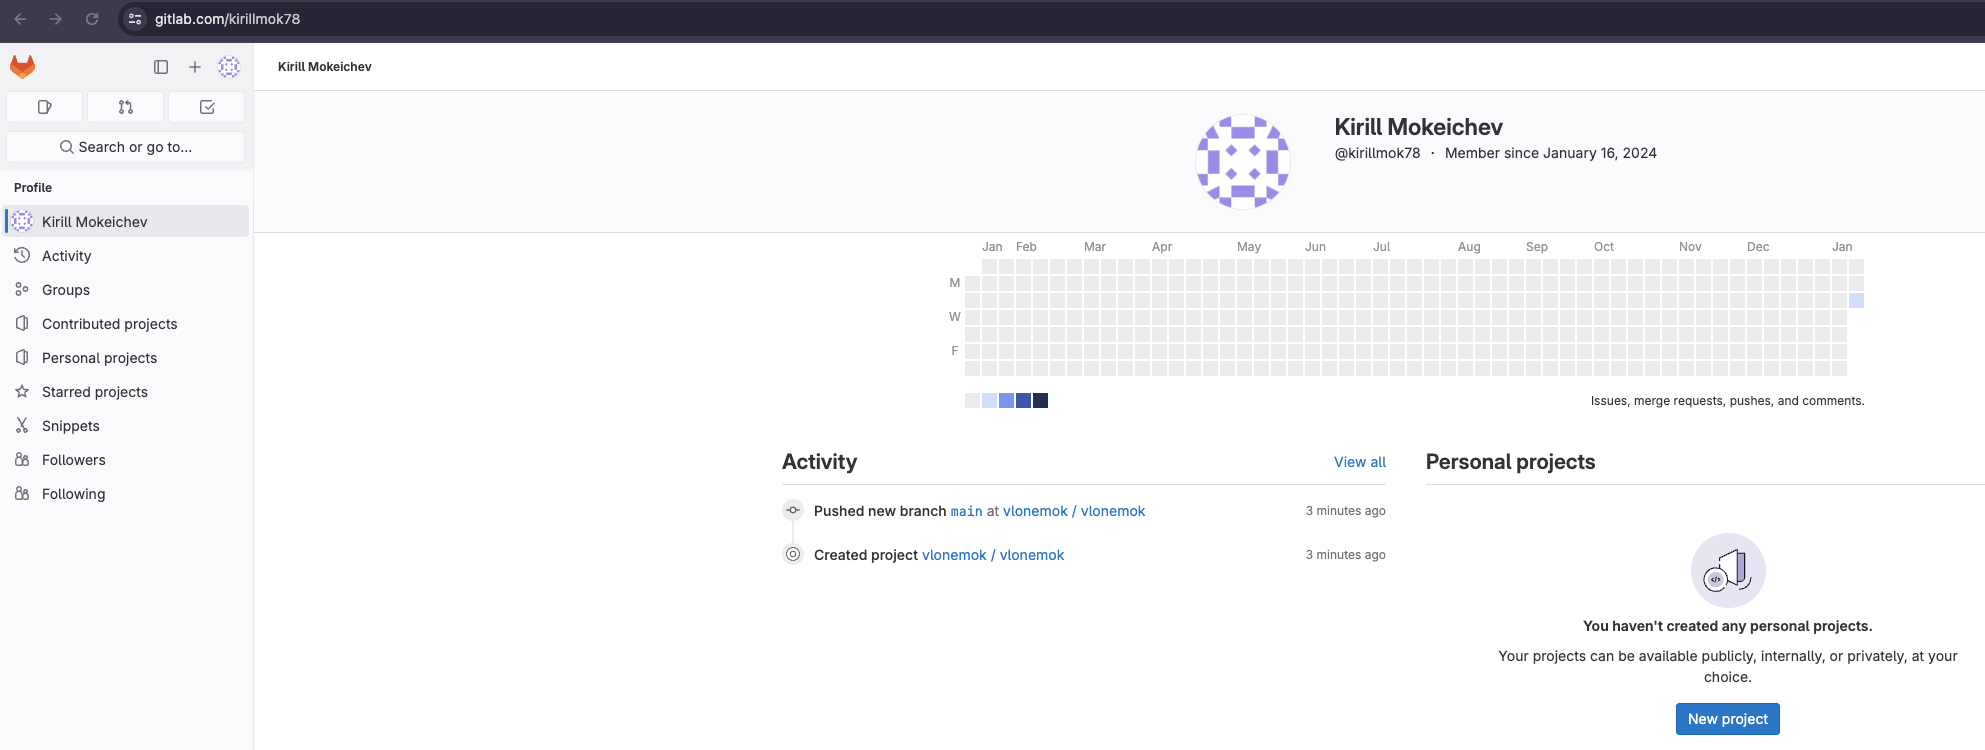 gitlab.com/kirillmok78
Kirill Mokeichev
Search or go to...
Profile
Kirill Mokeichev
Activity
Groups
Contributed projects
Personal projects
Starred projects
Snippets
Followers
Following
Kirill Mokeichev
@kirillmok78 · Member since January 16, 2024
Jan Feb Mar Apr May Jun Jul Aug Sep Oct Nov Dec Jan
M
W
F
Issues, merge requests, pushes, and comments.
Activity View all
Pushed new branch main at vlonemok / vlonemok 3 minutes ago
Created project vlonemok / vlonemok 3 minutes ago
Personal projects
You haven't created any personal projects.
Your projects can be available publicly, internally, or privately, at your
choice.
New project